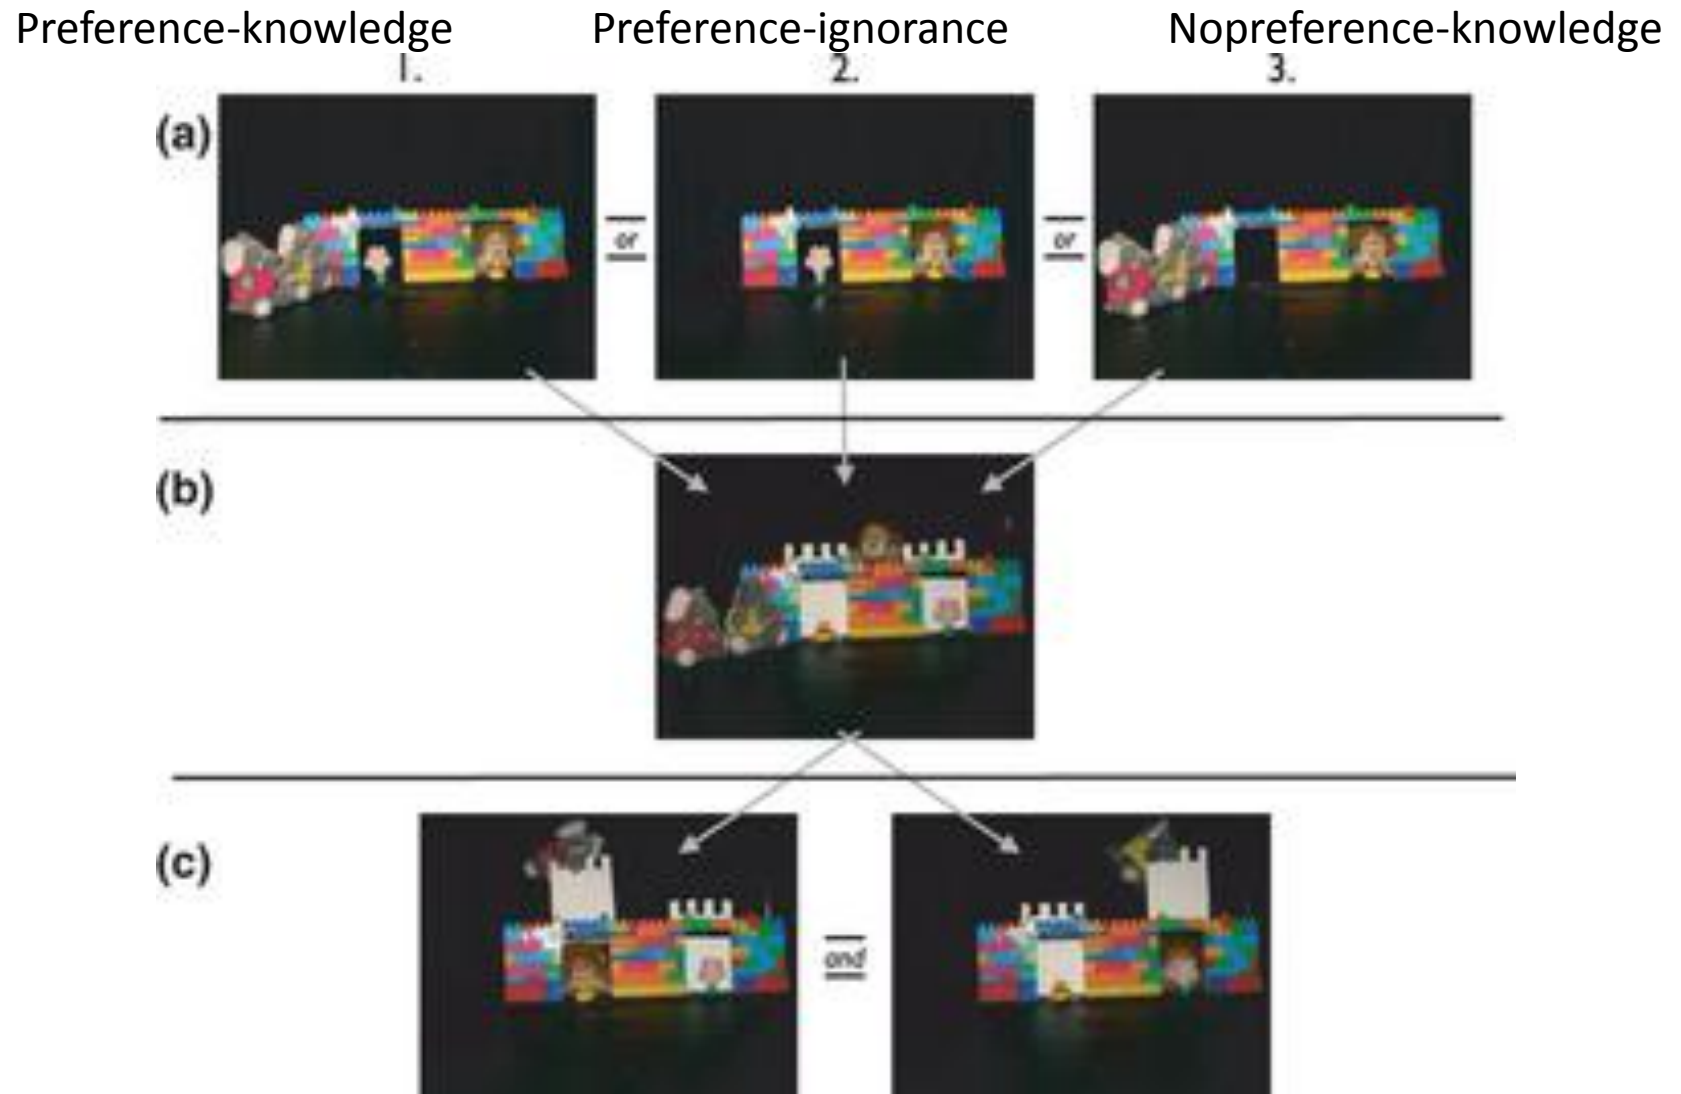 Preference-knowledge Preference-ignorance Nopreference-knowledge
1. 2. 3.
(a)
or or
(b)
(c)
and